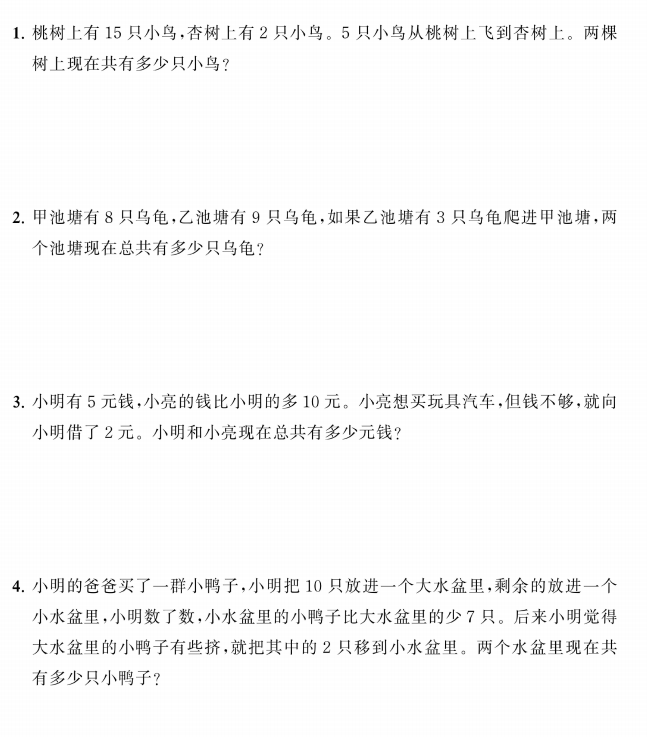 1. 桃树上有 15 只小鸟,杏树上有 2 只小鸟。5 只小鸟从桃树上飞到杏树上。两棵
树上现在共有多少只小鸟?
2. 甲池塘有 8 只乌龟,乙池塘有 9 只乌龟,如果乙池塘有 3 只乌龟爬进甲池塘,两
个池塘现在总共有多少只乌龟?
3. 小明有 5 元钱,小亮的钱比小明的多 10 元。小亮想买玩具汽车,但钱不够,就向
小明借了 2 元。小明和小亮现在总共有多少元钱?
4. 小明的爸爸买了一群小鸭子,小明把 10 只放进一个大水盆里,剩余的放进一个
小水盆里,小明数了数,小水盆里的小鸭子比大水盆里的少 7 只。后来小明觉得
大水盆里的小鸭子有些挤,就把其中的 2 只移到小水盆里。两个水盆里现在共
有多少只小鸭子?